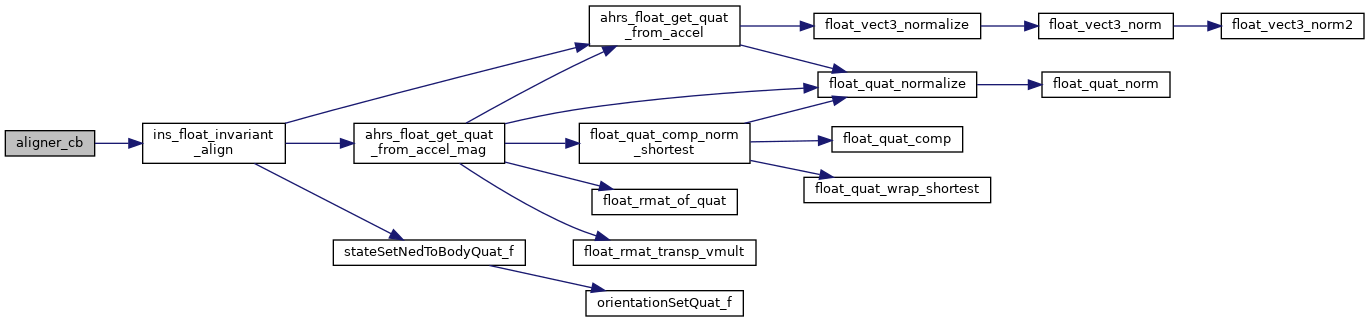 aligner_cb
ins_float_invariant
_align
ahrs_float_get_quat
_from_accel
ahrs_float_get_quat
_from_accel_mag
stateSetNedToBodyQuat_f
float_vect3_normalize
float_vect3_norm
float_vect3_norm2
float_quat_normalize
float_quat_norm
float_quat_comp_norm
_shortest
float_quat_comp
float_quat_wrap_shortest
float_rmat_of_quat
float_rmat_transp_vmult
orientationSetQuat_f